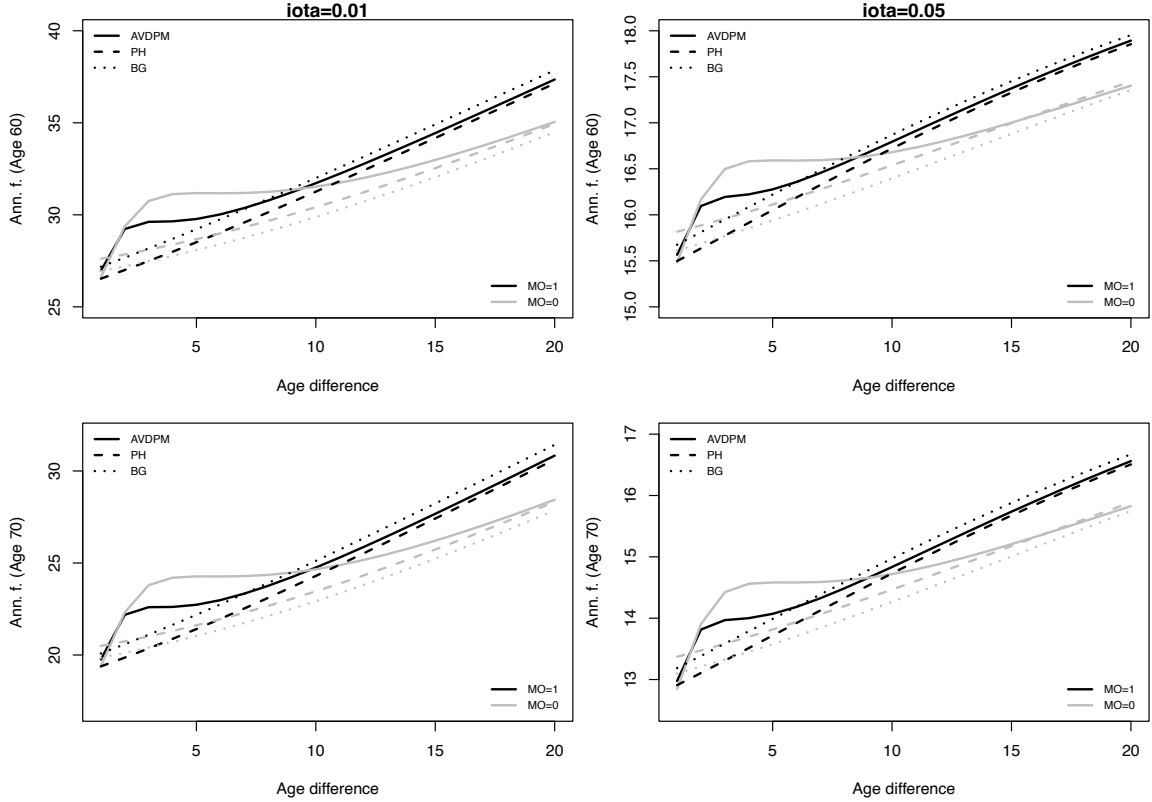 iota=0.01
Ann. f. (Age 60)
40
35
30
25
AVDPM
PH
BG
MO=1
MO=0
5 10 15 20
Age difference
iota=0.05
Ann. f. (Age 60)
18.0
17.5
17.0
16.5
16.0
15.5
15.0
AVDPM
PH
BG
MO=1
MO=0
5 10 15 20
Age difference
Ann. f. (Age 70)
30
25
20
AVDPM
PH
BG
MO=1
MO=0
5 10 15 20
Age difference
Ann. f. (Age 70)
17
16
15
14
13
AVDPM
PH
BG
MO=1
MO=0
5 10 15 20
Age difference